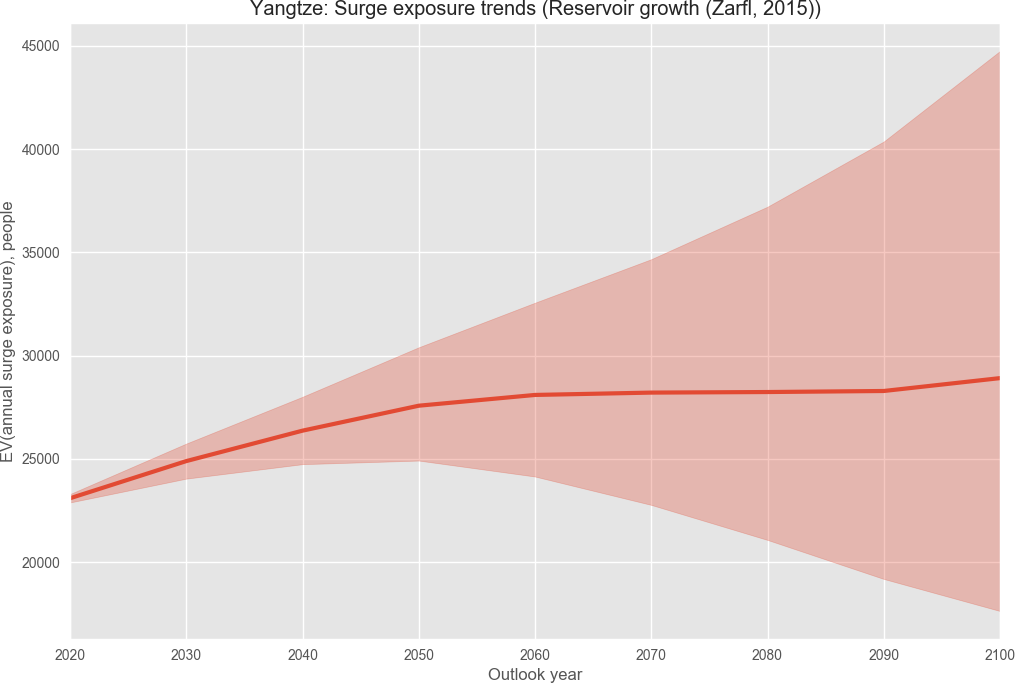 Yangtze: Surge exposure trends (Reservoir growth (Zarfl, 2015))
EV(annual surge exposure), people
45000
40000
35000
30000
25000
20000
2020 2030 2040 2050 2060 2070 2080 2090 2100
Outlook year